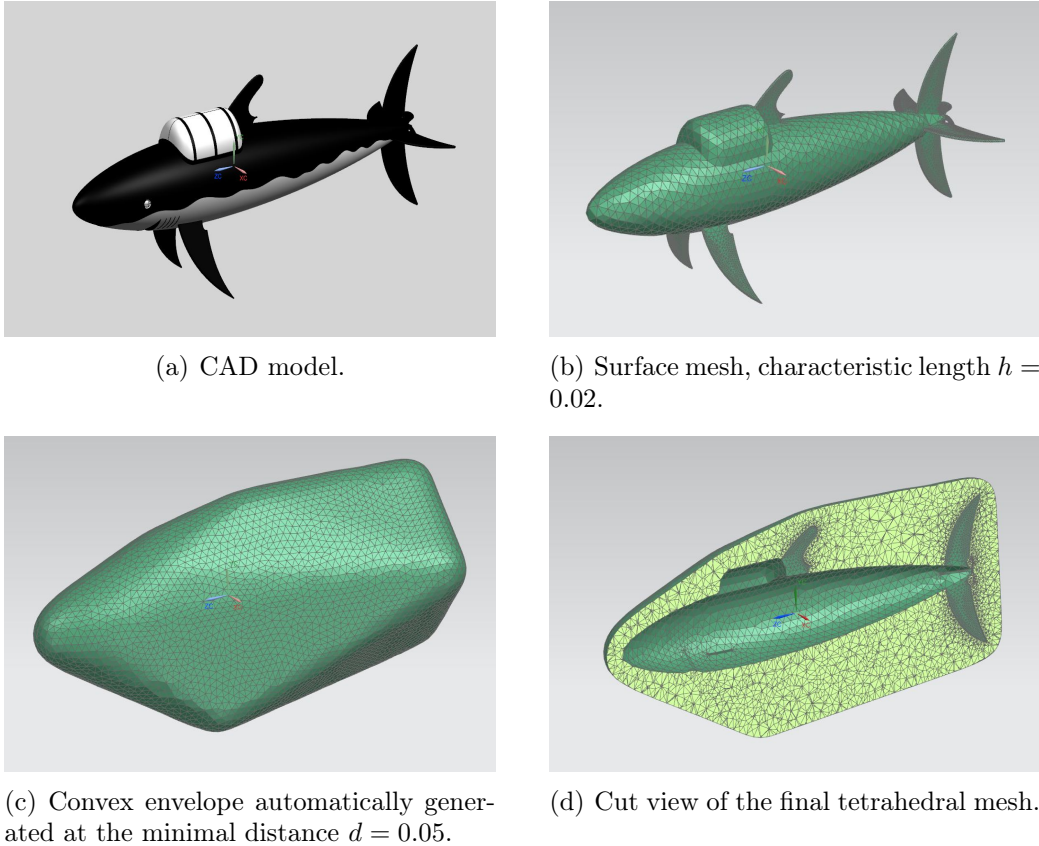 (a) CAD model.
(b) Surface mesh, characteristic length h =
0.02.
(c) Convex envelope automatically gener-
ated at the minimal distance d = 0.05.
(d) Cut view of the final tetrahedral mesh.